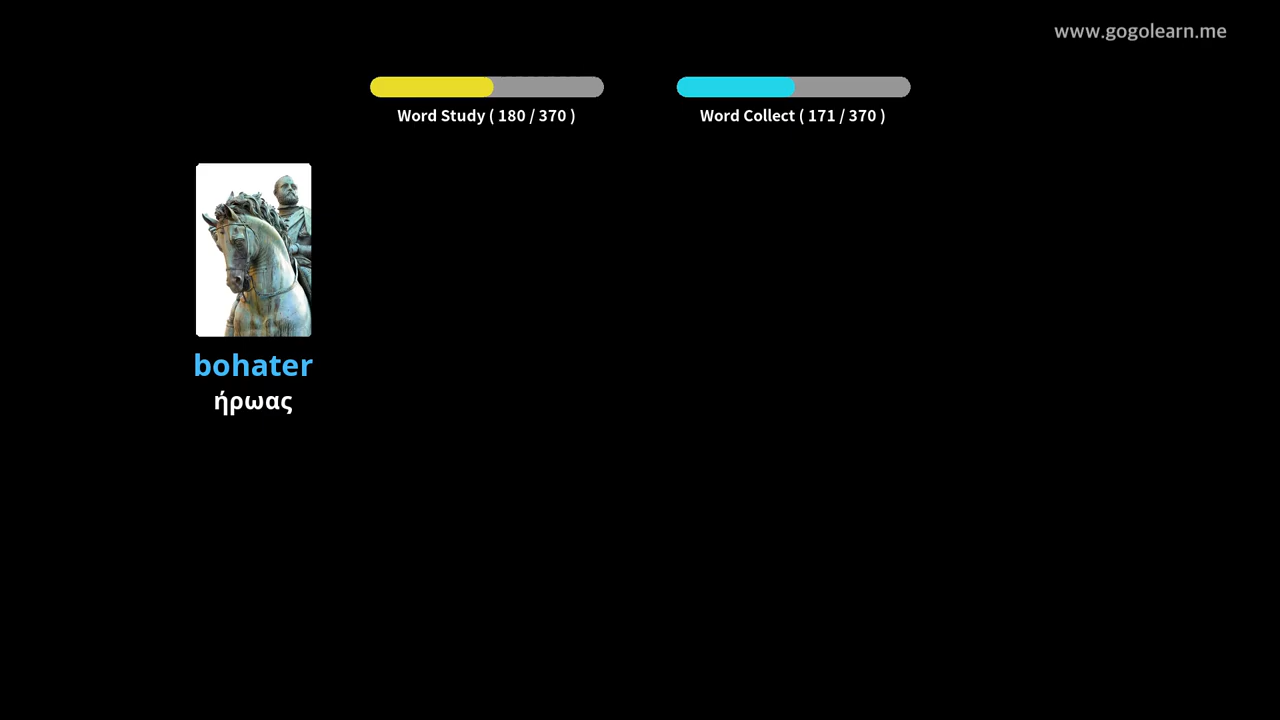 www.gogolearn.me
Word Study ( 180 / 370 )
Word Collect ( 171 / 370 )
bohater
ήρωας